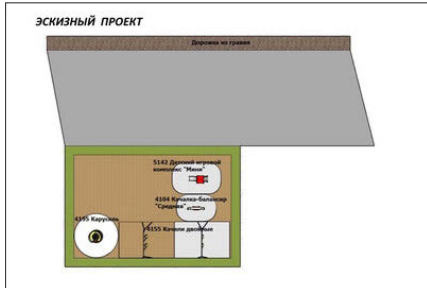 ЭСКИЗНЫЙ ПРОЕКТ
Дорожка из гравия
5142 Детский игровой
комплекс "Мини"
4104 Качалка-балансир
"Средняя"
4195 Карусель
4155 Качели двойные